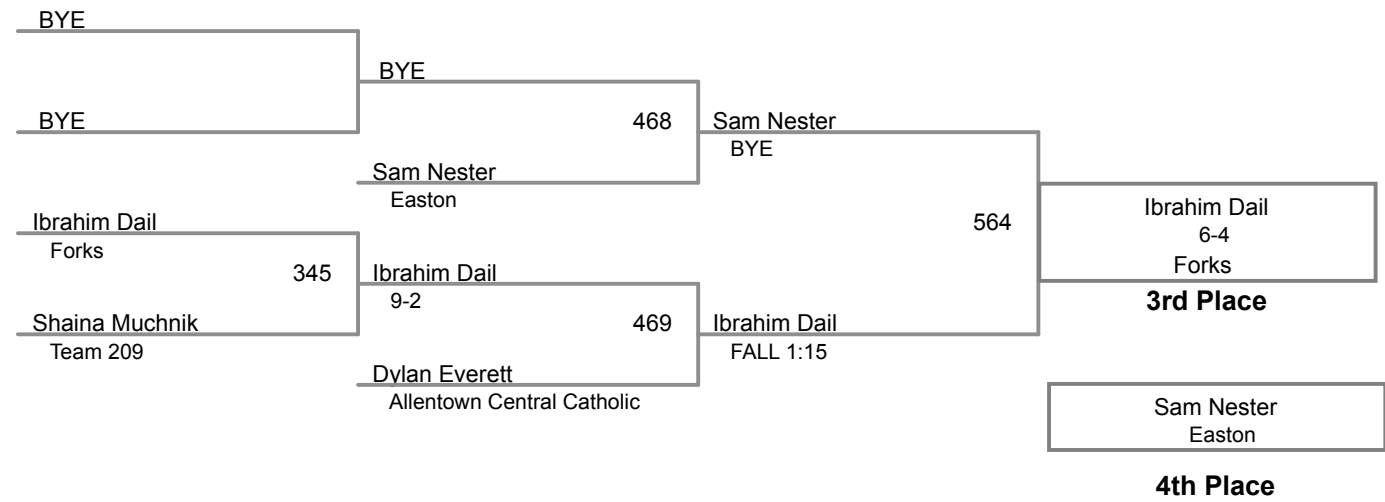 BYE
BYE
BYE
468
Sam Nester
BYE
Sam Nester
Easton
Ibrahim Dail
Forks
564
Ibrahim Dail
6-4
Forks
3rd Place
345
Ibrahim Dail
9-2
Shaina Muchnik
Team 209
469
Ibrahim Dail
FALL 1:15
Dylan Everett
Allentown Central Catholic
Sam Nester
Easton
4th Place